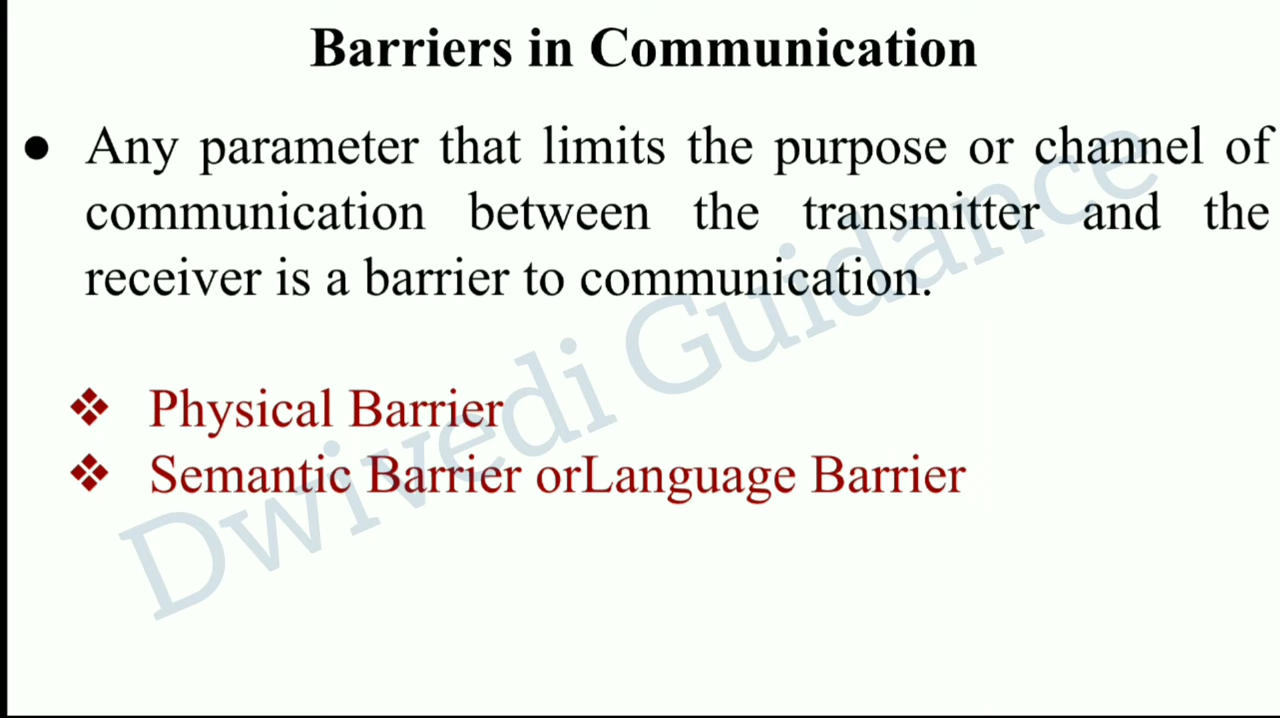 Barriers in Communication
● Any parameter that limits the purpose or channel of
communication between the transmitter and the
receiver is a barrier to communication.
❖ Physical Barrier
❖ Semantic Barrier orLanguage Barrier
Dwivedi Guidance